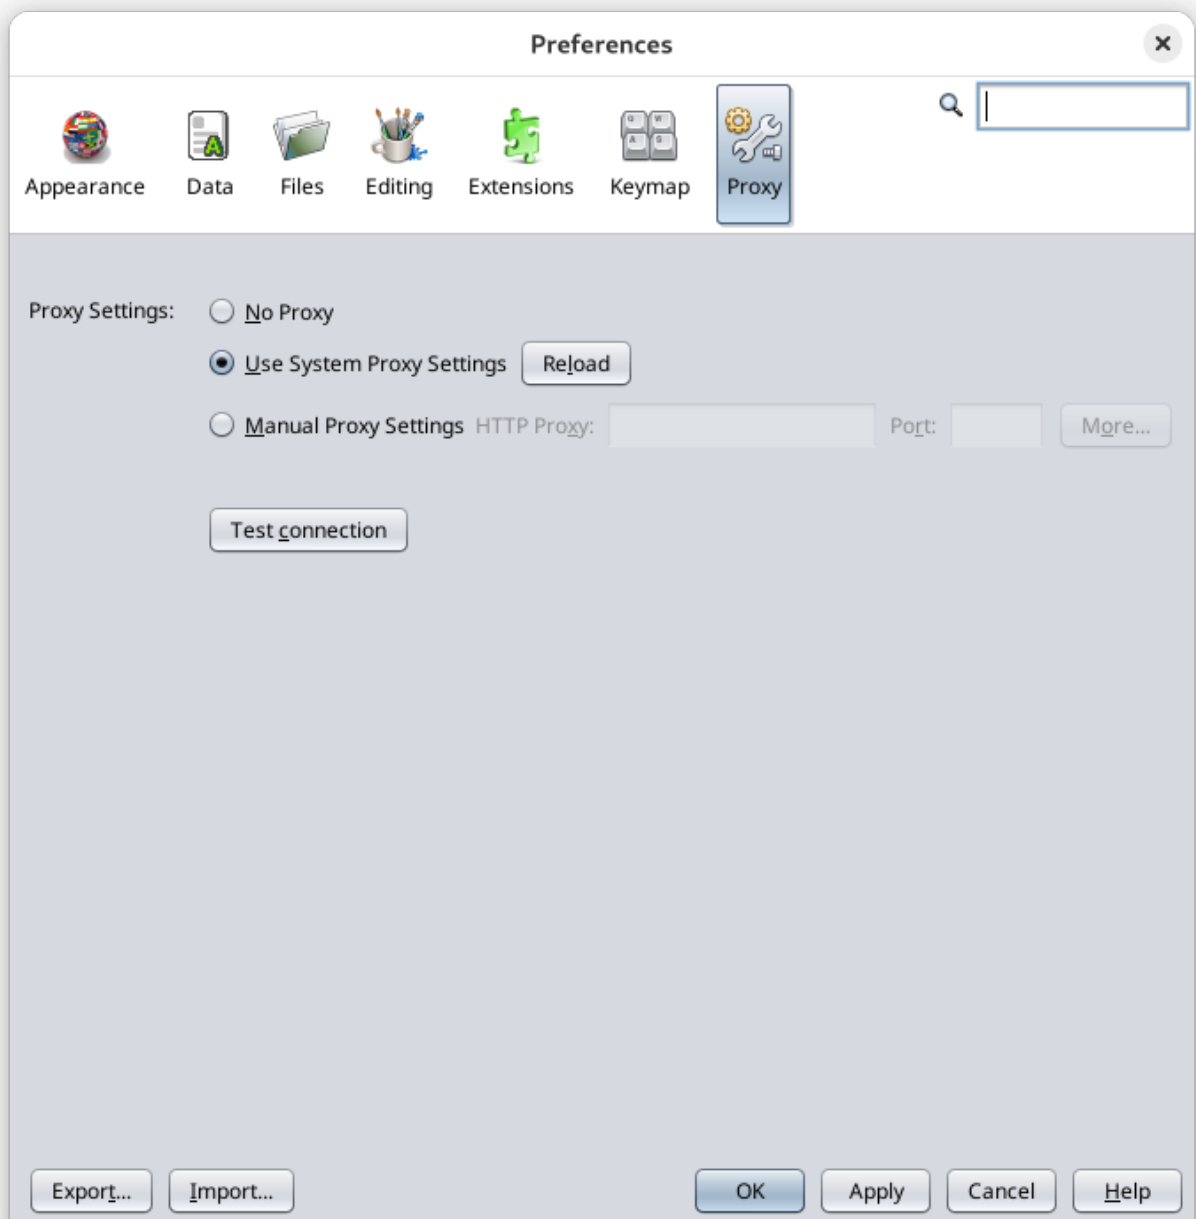 Preferences
Appearance Data Files Editing Extensions Keymap Proxy
Proxy Settings: No Proxy
Use System Proxy Settings Reload
Manual Proxy Settings HTTP Proxy: Port: More...
Test connection
Export... Import... OK Apply Cancel Help